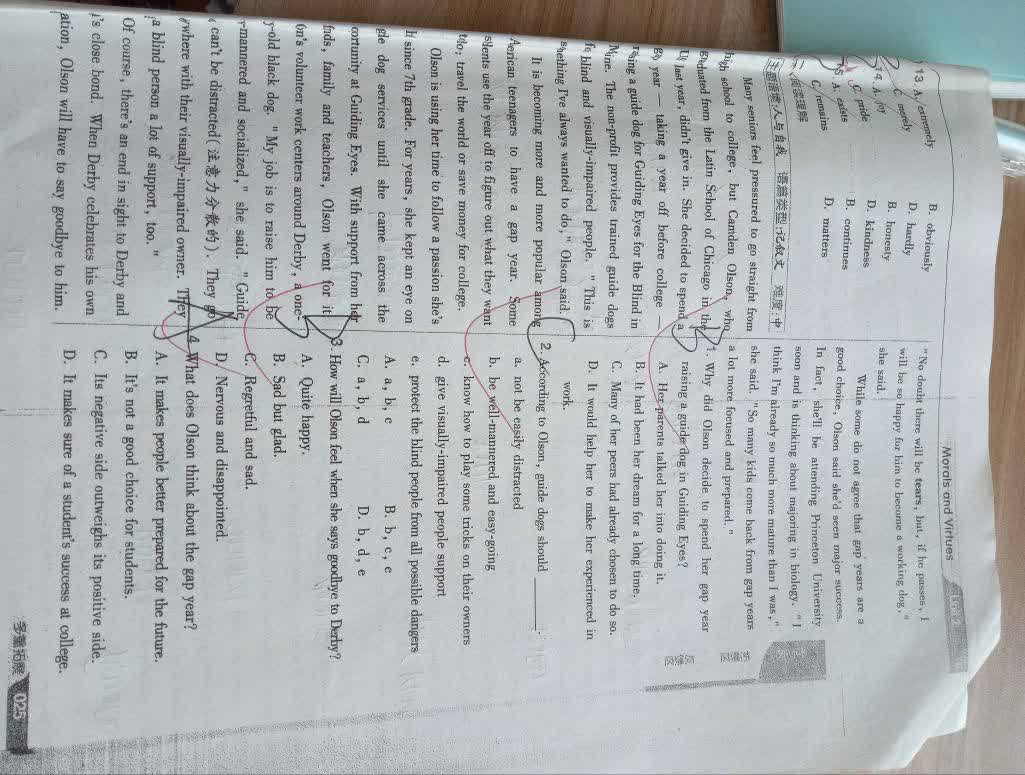 Morals and Virtues
13. A. extremely B. obviously
C. merely D. hardly
14. A. joy B. honesty
C. pride D. kindness
15. A. exists B. continues
C. remains D. matters
二、阅读理解
主题语境:人与自我 语篇类型:记叙文 难度:中
Many seniors feel pressured to go straight from
high school to college, but Camden Olson, who
graduated from the Latin School of Chicago in the
last year, didn't give in. She decided to spend a
year — taking a year off before college —
a guide dog for Guiding Eyes for the Blind in
The non-profit provides trained guide dogs
blind and visually-impaired people. "This is
I've always wanted to do," Olson said.
It is becoming more and more popular among
teenagers to have a gap year. Some
use the year off to figure out what they want
travel the world or save money for college.
Olson is using her time to follow a passion she's
since 7th grade. For years, she kept an eye on
dog services until she came across the
at Guiding Eyes. With support from her
family and teachers, Olson went for it.
volunteer work centers around Derby, a one-
old black dog. "My job is to raise him to be
mannered and socialized," she said. "Guide
can't be distracted(注意力分散的). They go
where with their visually-impaired owner. They
a blind person a lot of support, too."
Of course, there's an end in sight to Derby and
close bond. When Derby celebrates his own
Olson will have to say goodbye to him.
"No doubt there will be tears, but, if he passes, I
will be so happy for him to become a working dog,"
she said.
While some do not agree that gap years are a
good choice, Olson said she'd seen major success.
In fact, she'll be attending Princeton University
soon and is thinking about majoring in biology. "I
think I'm already so much more mature than I was,"
she said. "So many kids come back from gap years
a lot more focused and prepared."
1. Why did Olson decide to spend her gap year
raising a guide dog in Guiding Eyes?
A. Her parents talked her into doing it.
B. It had been her dream for a long time.
C. Many of her peers had already chosen to do so.
D. It would help her to make her experienced in
work.
2. According to Olson, guide dogs should ______.
a. not be easily distracted
b. be well-mannered and easy-going
c. know how to play some tricks on their owners
d. give visually-impaired people support
e. protect the blind people from all possible dangers
A. a, b, c B. b, c, e
C. a, b, d D. b, d, e
3. How will Olson feel when she says goodbye to Derby?
A. Quite happy.
B. Sad but glad.
C. Regretful and sad.
D. Nervous and disappointed.
4. What does Olson think about the gap year?
A. It makes people better prepared for the future.
B. It's not a good choice for students.
C. Its negative side outweighs its positive side.
D. It makes sure of a student's success at college.
多维拓展 025